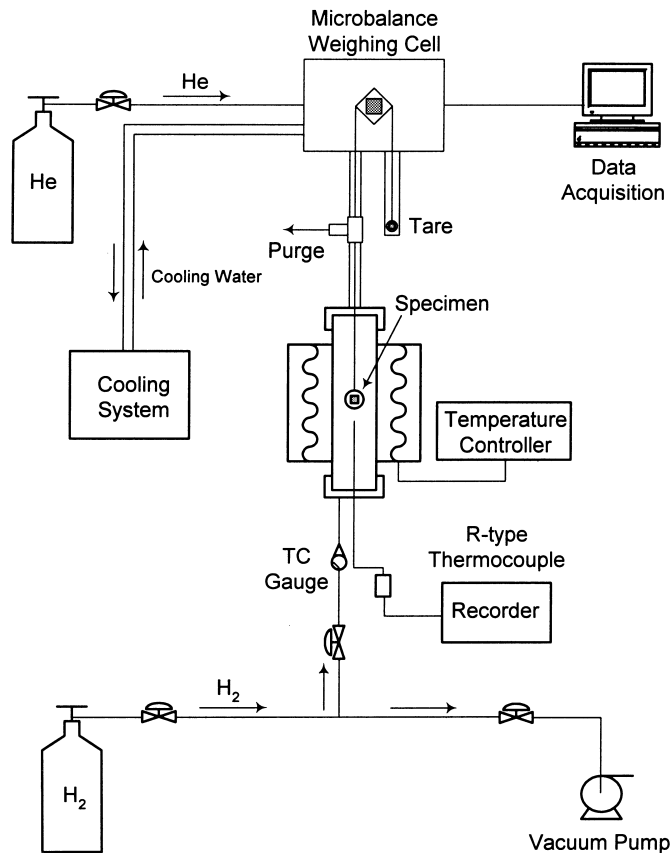 Microbalance
Weighing Cell
He
He
Data
Acquisition
Tare
Purge
Cooling Water
Specimen
Cooling
System
Temperature
Controller
R-type
Thermocouple
TC
Gauge
Recorder
H₂
H₂
Vacuum Pump